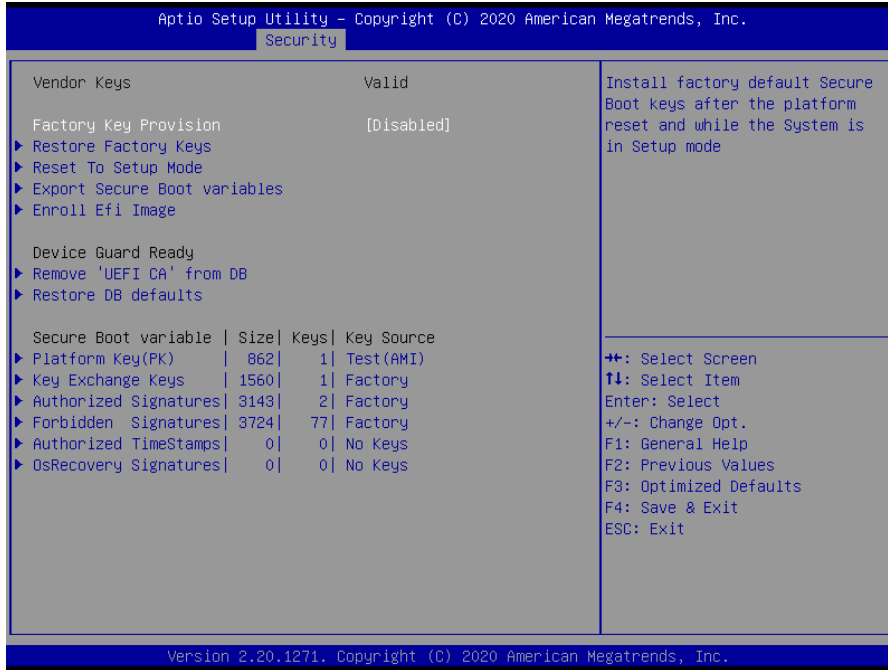 Aptio Setup Utility – Copyright (C) 2020 American Megatrends, Inc.
Security
Vendor Keys Valid
Factory Key Provision [Disabled]
Restore Factory Keys
Reset To Setup Mode
Export Secure Boot variables
Enroll Efi Image
Device Guard Ready
Remove 'UEFI CA' from DB
Restore DB defaults
Secure Boot variable | Size| Keys| Key Source
Platform Key(PK) | 862| 1| Test(AMI)
Key Exchange Keys | 1560| 1| Factory
Authorized Signatures| 3143| 2| Factory
Forbidden Signatures| 3724| 77| Factory
Authorized TimeStamps| 0| 0| No Keys
OsRecovery Signatures| 0| 0| No Keys
Install factory default Secure
Boot keys after the platform
reset and while the System is
in Setup mode
→←: Select Screen
↑↓: Select Item
Enter: Select
+/-: Change Opt.
F1: General Help
F2: Previous Values
F3: Optimized Defaults
F4: Save & Exit
ESC: Exit
Version 2.20.1271. Copyright (C) 2020 American Megatrends, Inc.